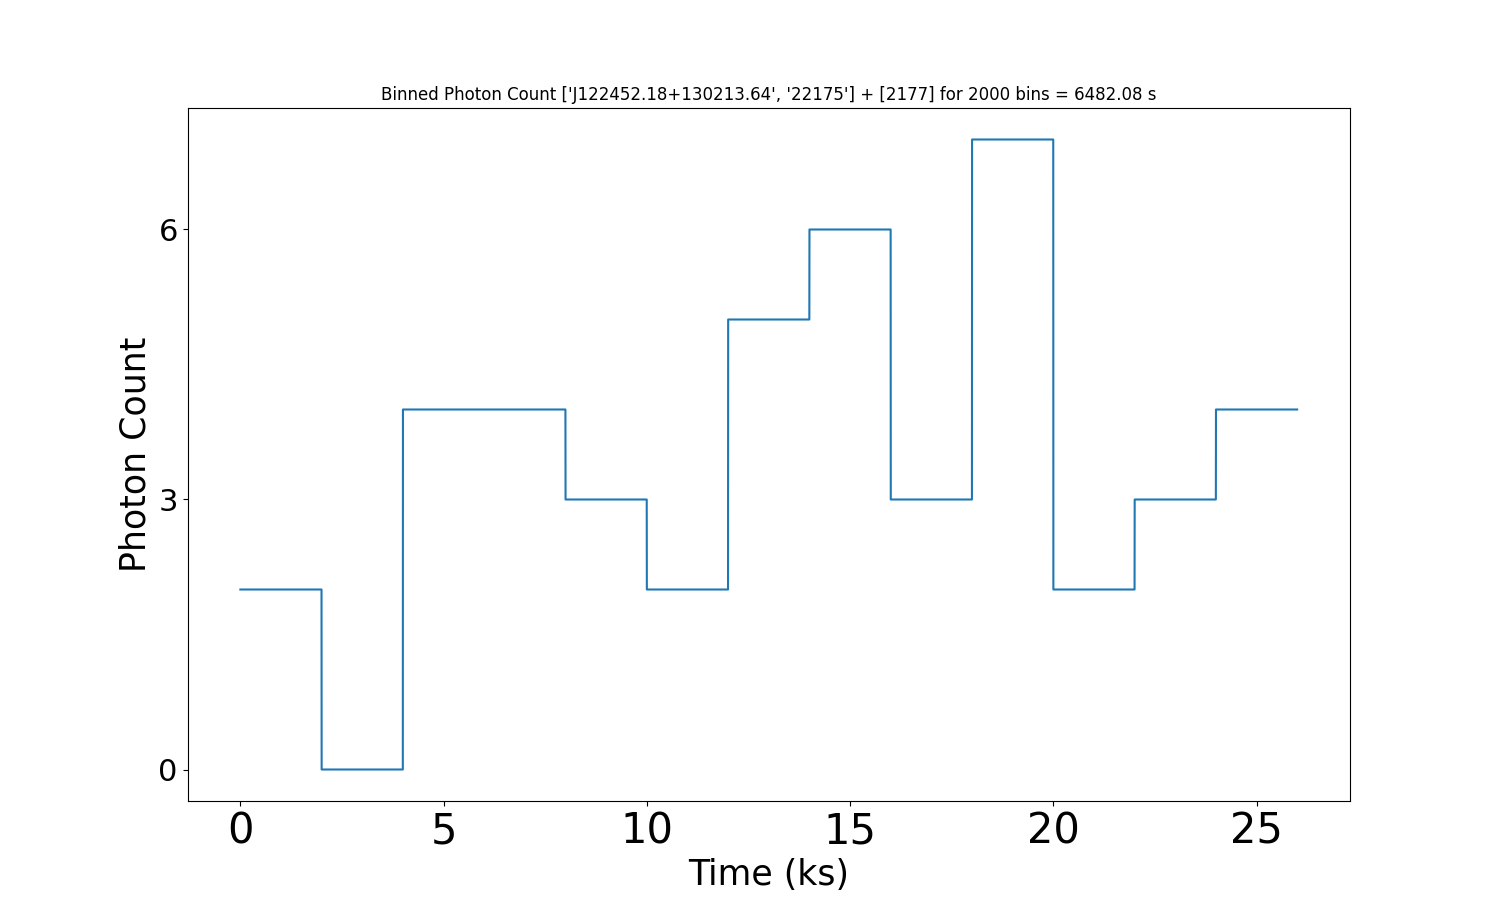 Binned Photon Count ['J122452.18+130213.64', '22175'] + [2177] for 2000 bins = 6482.08 s
Photon Count
6
3
0
0 5 10 15 20 25
Time (ks)